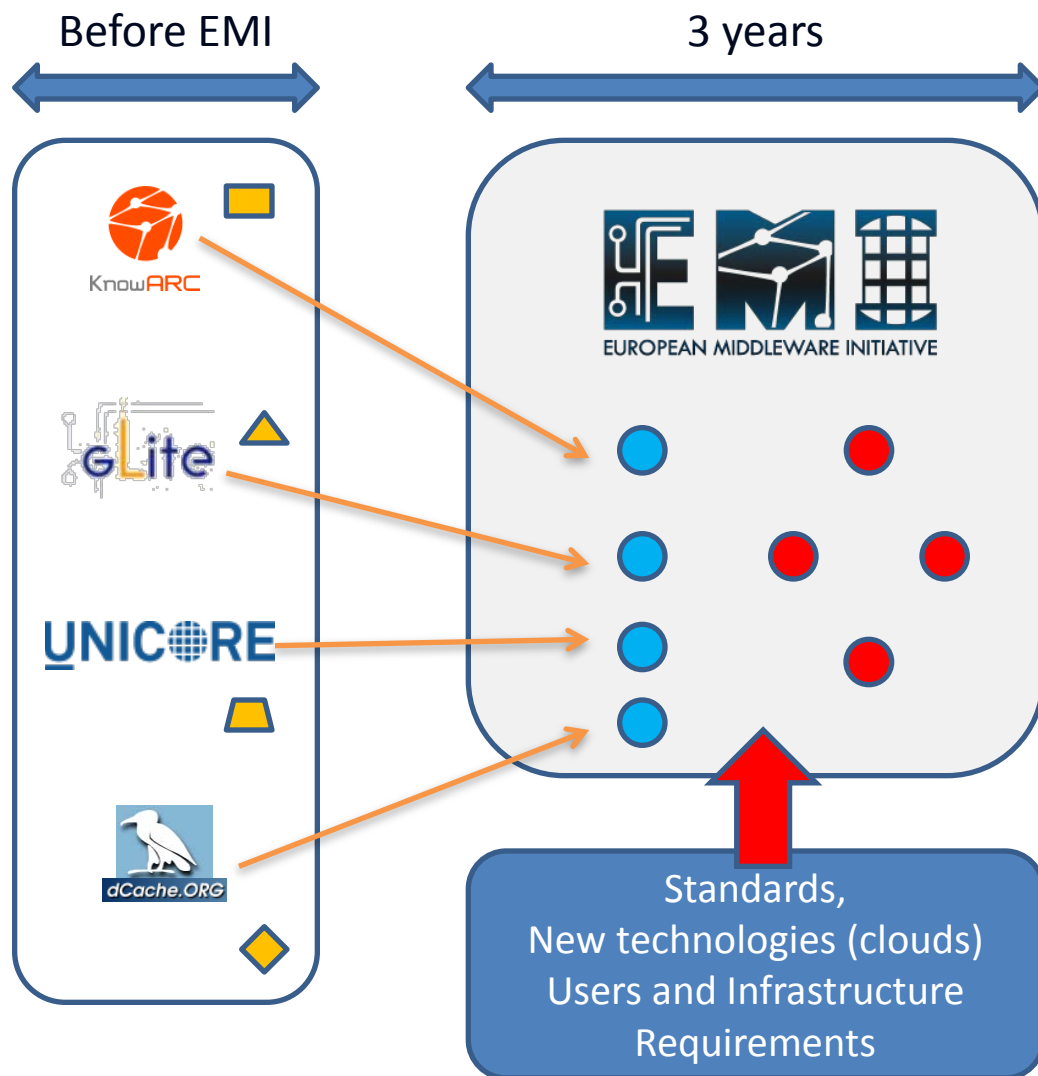 Before EMI
3 years
KnowARC
EMI
EUROPEAN MIDDLEWARE INITIATIVE
gLite
UNICORE
dCache.ORG
Standards,
New technologies (clouds)
Users and Infrastructure
Requirements